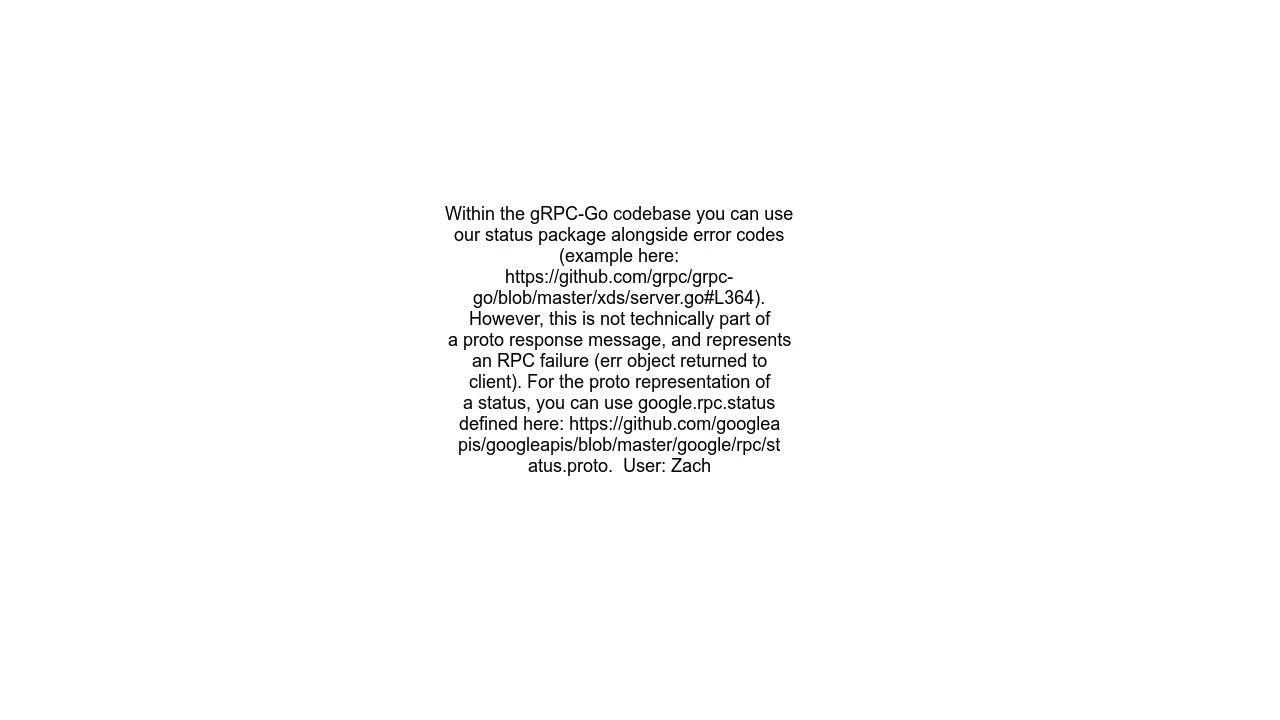 Within the gRPC-Go codebase you can use
our status package alongside error codes
(example here:
https://github.com/grpc/grpc-
go/blob/master/xds/server.go#L364).
However, this is not technically part of
a proto response message, and represents
an RPC failure (err object returned to
client). For the proto representation of
a status, you can use google.rpc.status
defined here: https://github.com/googlea
pis/googleapis/blob/master/google/rpc/st
atus.proto.  User: Zach